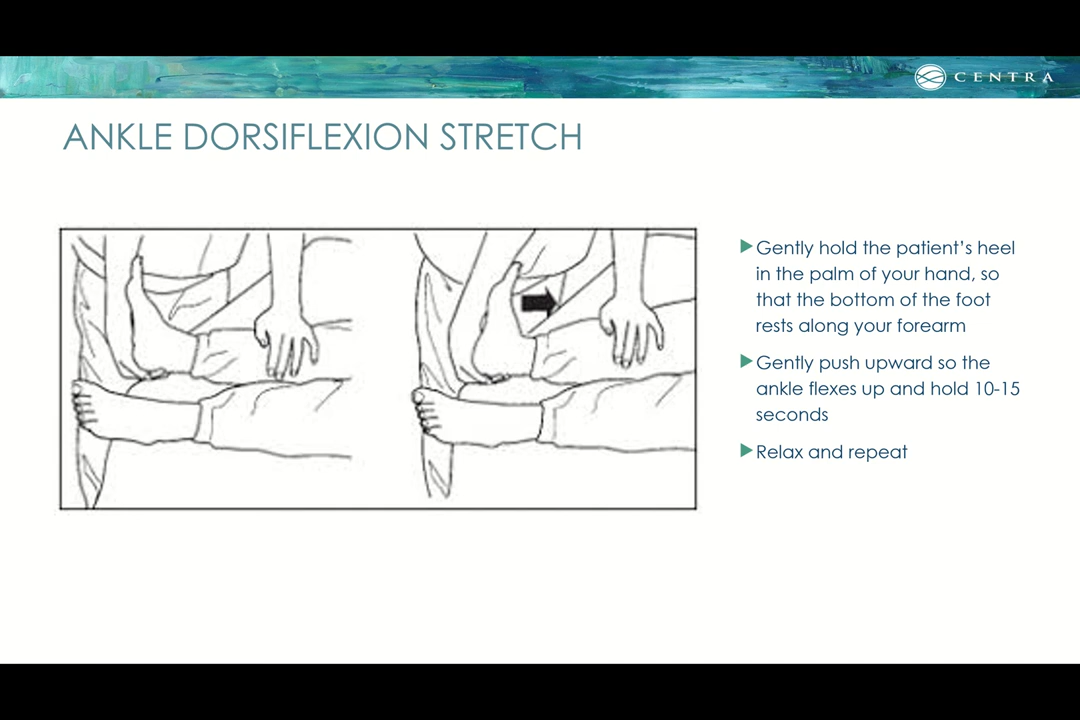 CENTRA
ANKLE DORSIFLEXION STRETCH
Gently hold the patient's heel
in the palm of your hand, so
that the bottom of the foot
rests along your forearm
Gently push upward so the
ankle flexes up and hold 10-15
seconds
Relax and repeat